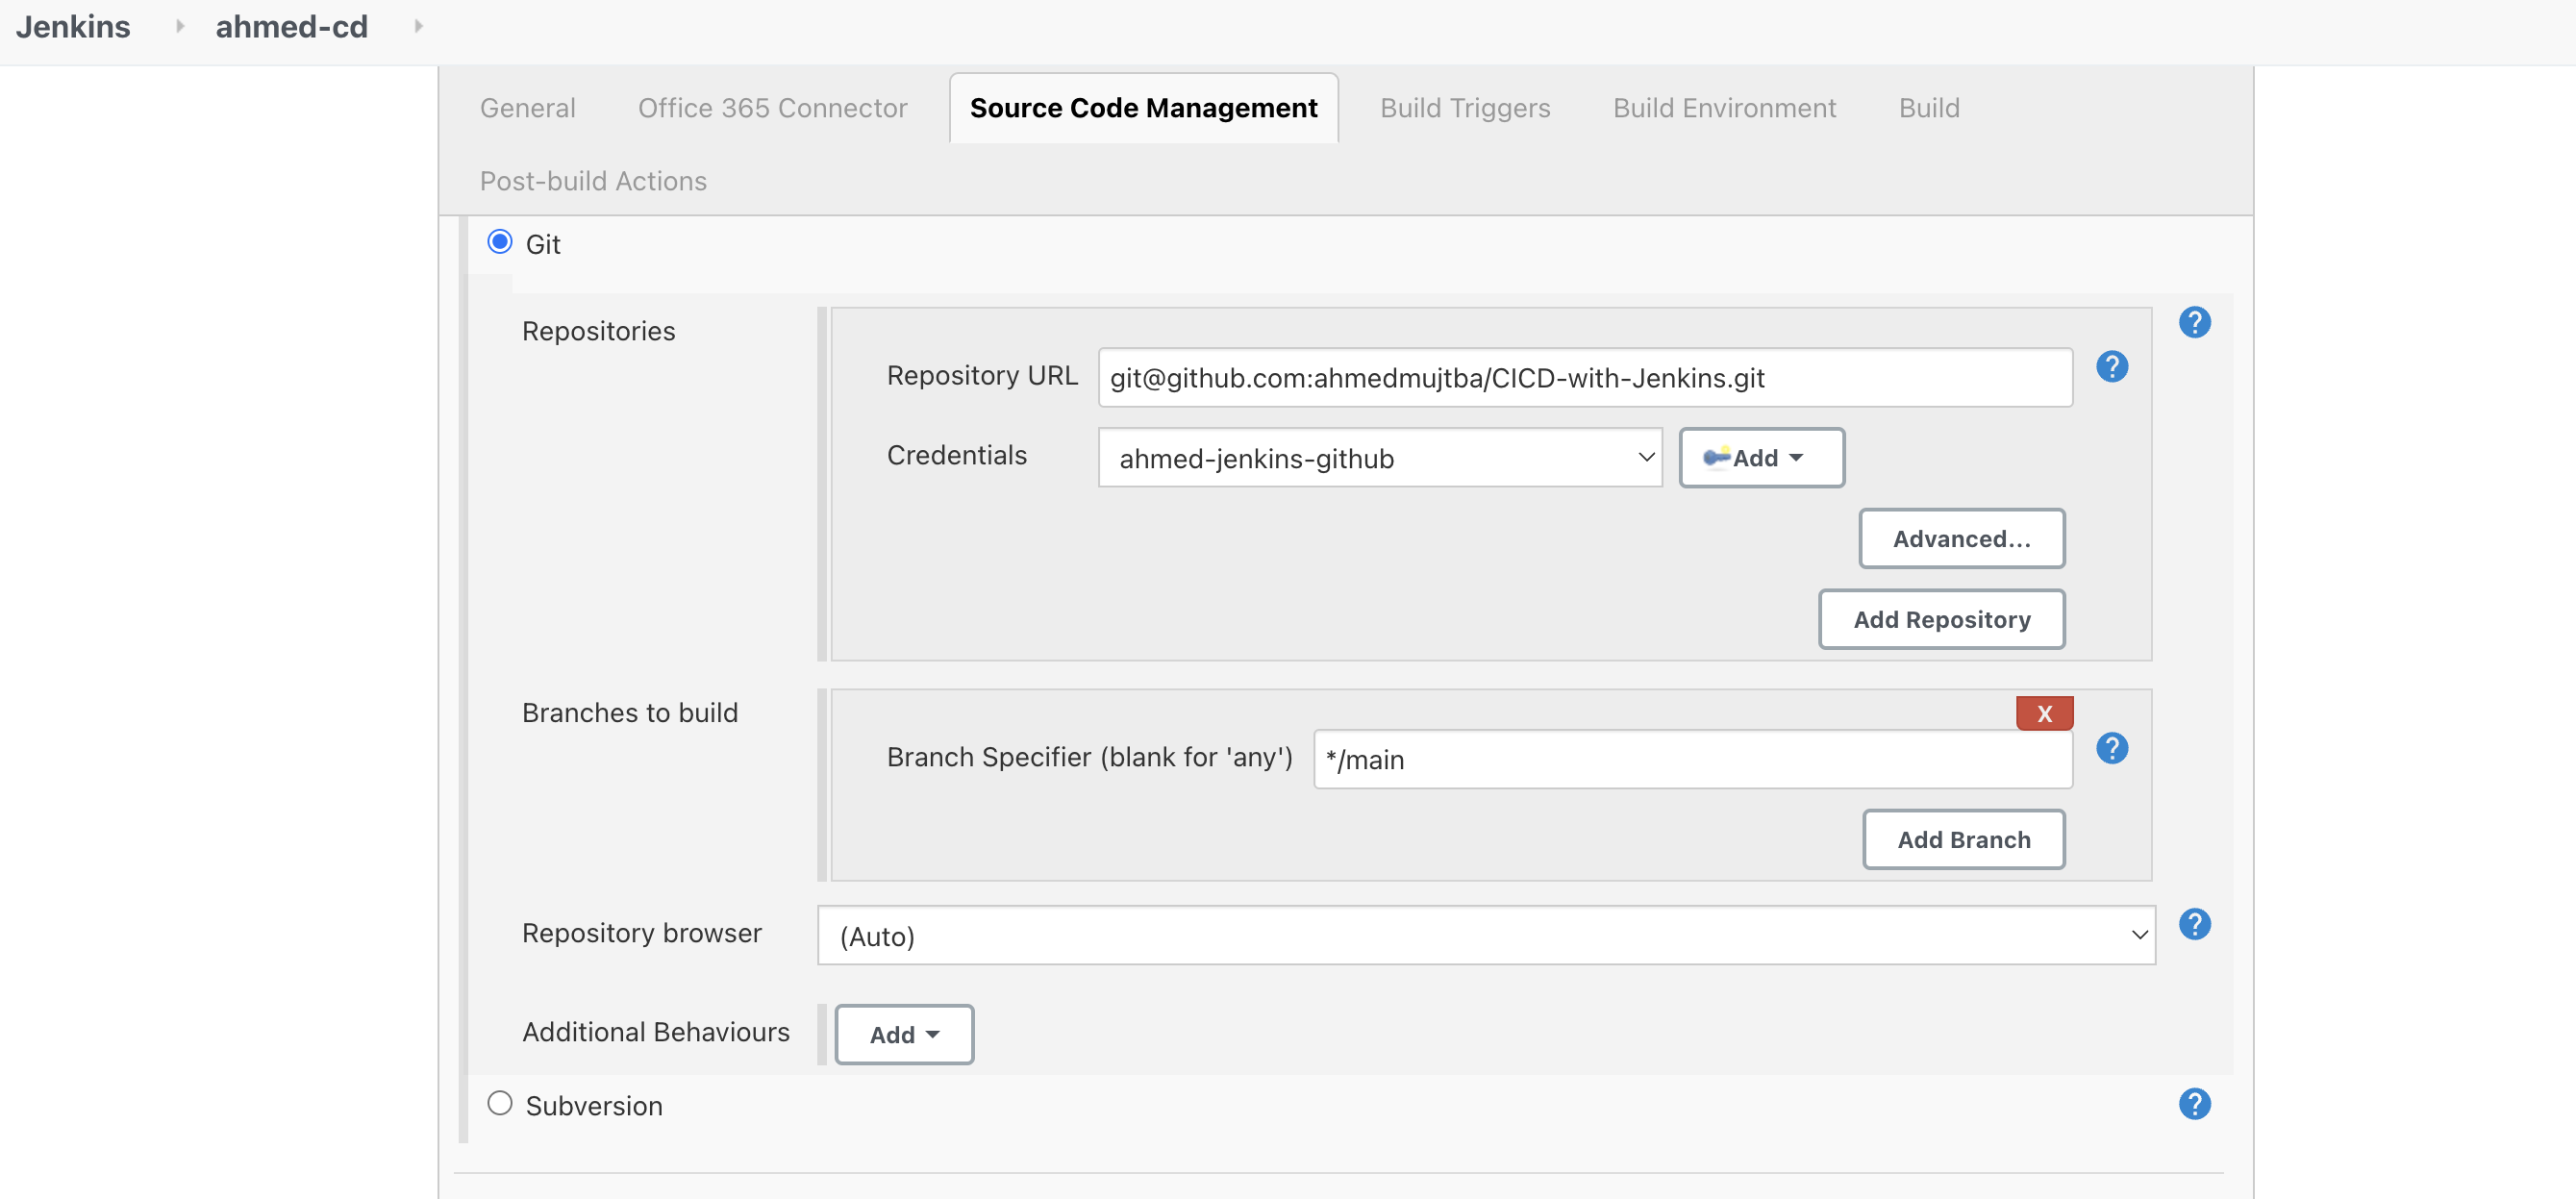 Jenkins ahmed-cd
General Office 365 Connector Source Code Management Build Triggers Build Environment Build
Post-build Actions
Git
Repositories
?
Repository URL git@github.com:ahmedmujtba/CICD-with-Jenkins.git ?
Credentials ahmed-jenkins-github Add
Advanced...
Add Repository
Branches to build
X
Branch Specifier (blank for 'any') */main ?
Add Branch
Repository browser (Auto) ?
Additional Behaviours Add
Subversion ?